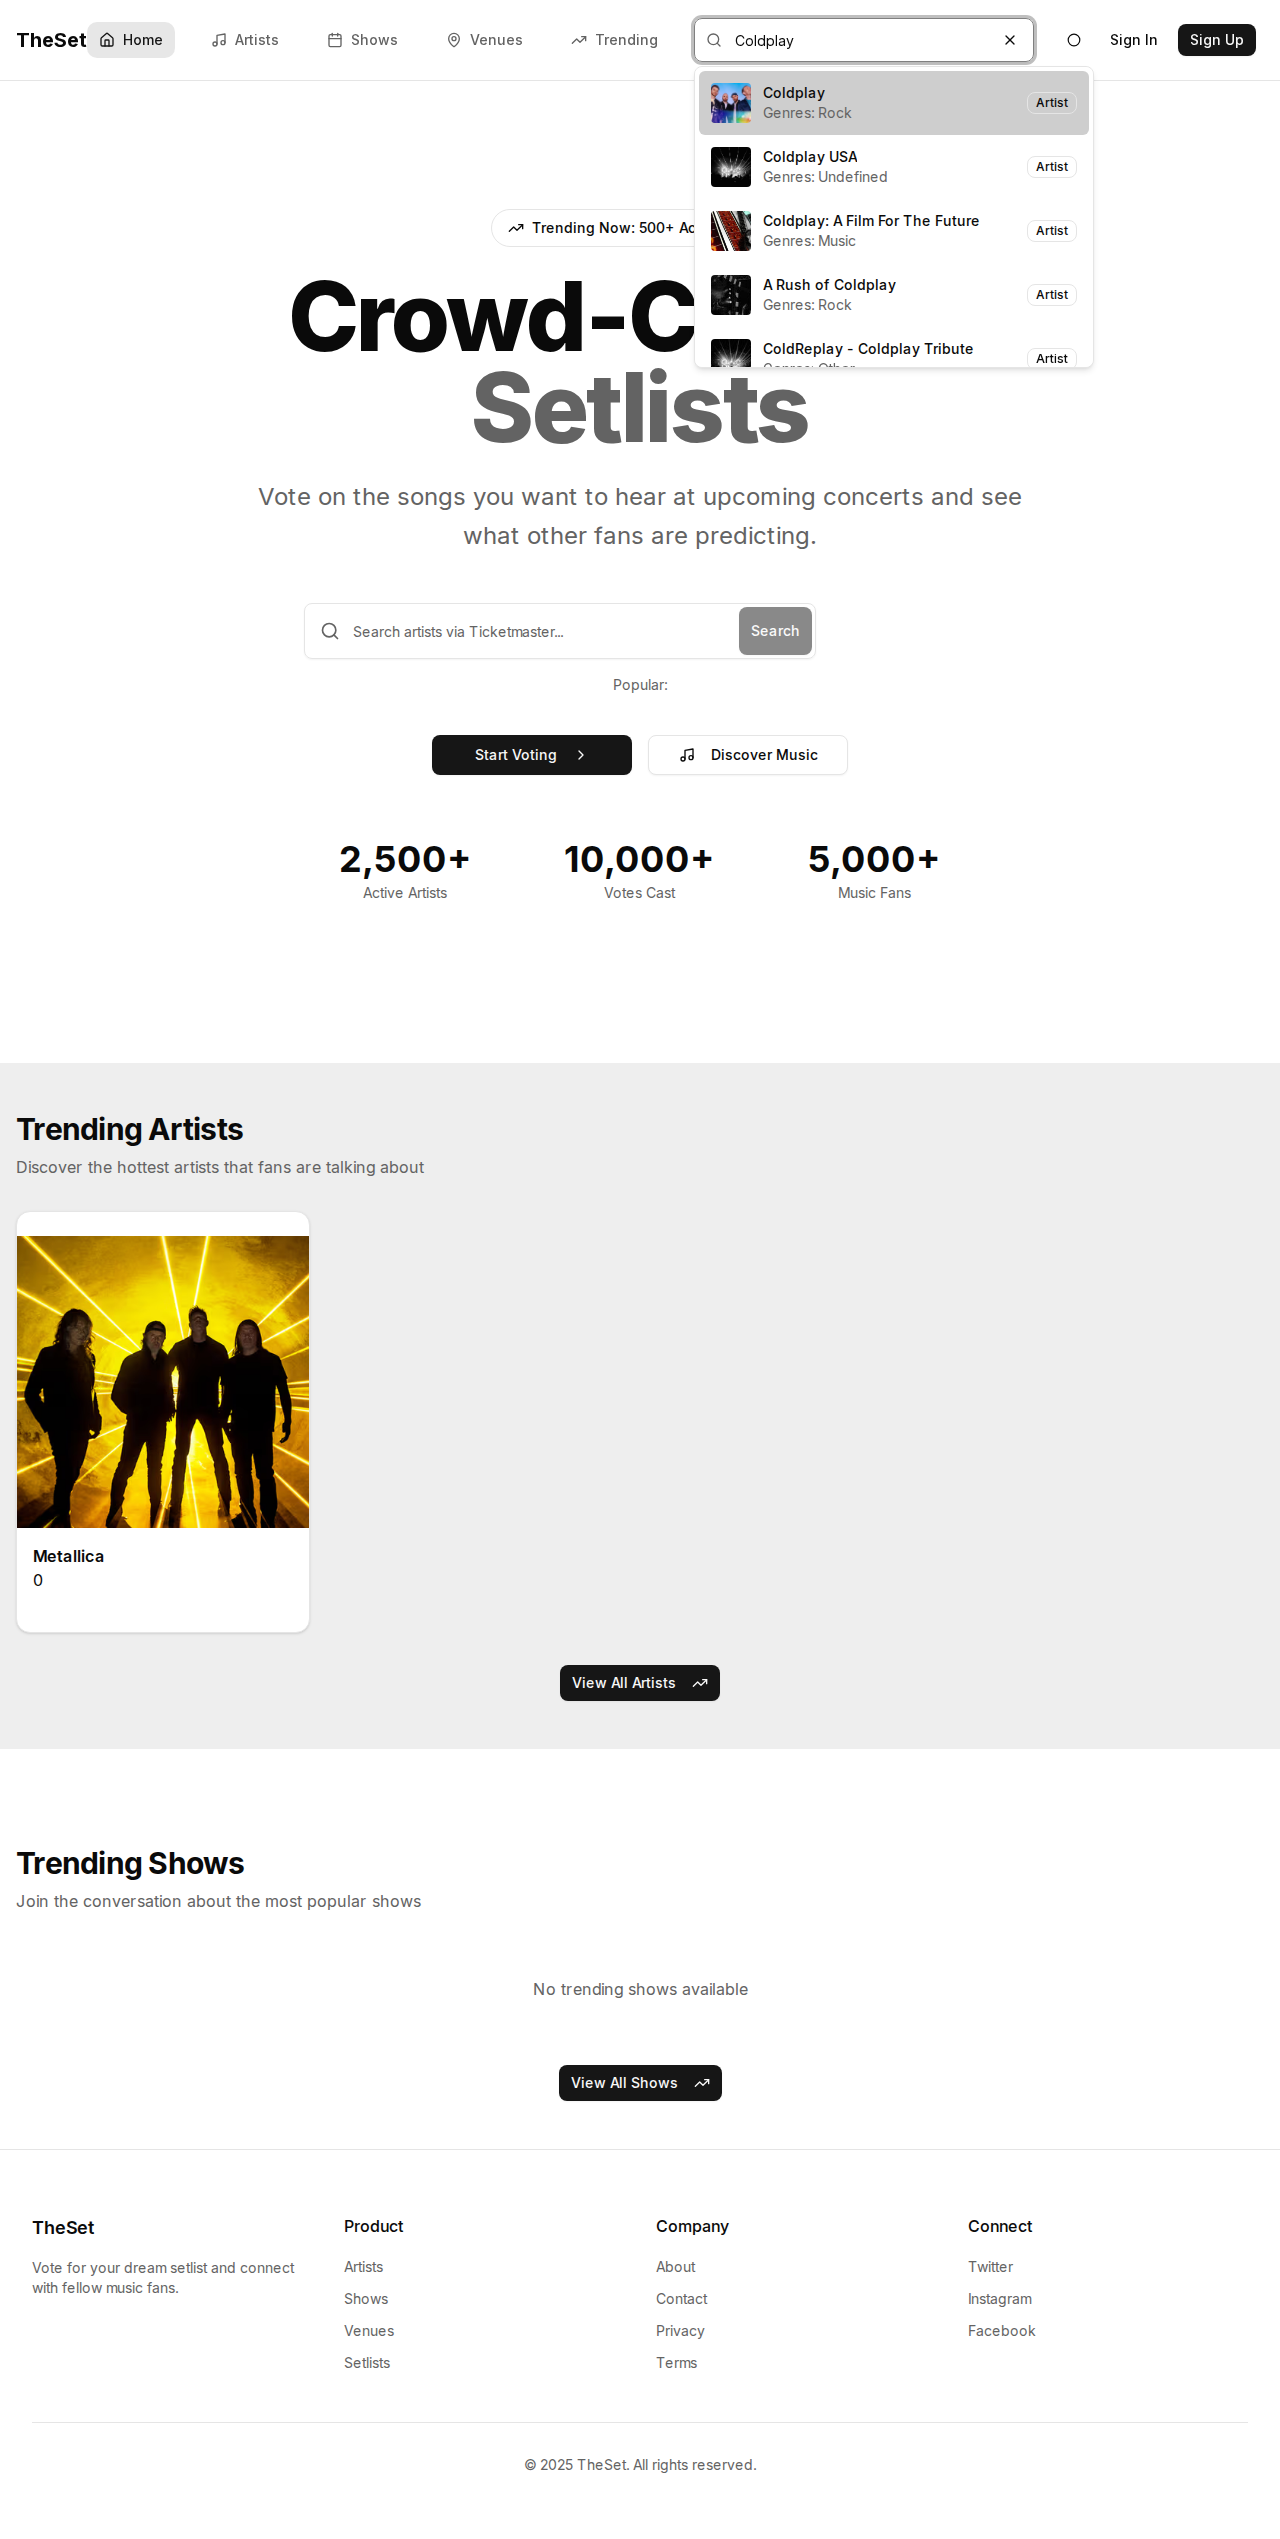 TheSet
Home
Artists
Shows
Venues
Trending
Coldplay
Sign In
Sign Up
Coldplay
Genres: Rock
Artist
Coldplay USA
Genres: Undefined
Artist
Coldplay: A Film For The Future
Genres: Music
Artist
A Rush of Coldplay
Genres: Rock
Artist
ColdReplay - Coldplay Tribute
Genres: Other
Artist
Trending Now: 500+ Ac
Crowd-C
Setlists
Vote on the songs you want to hear at upcoming concerts and see
what other fans are predicting.
Search artists via Ticketmaster...
Search
Popular:
Start Voting
Discover Music
2,500+
Active Artists
10,000+
Votes Cast
5,000+
Music Fans
Trending Artists
Discover the hottest artists that fans are talking about
Metallica
0
View All Artists
Trending Shows
Join the conversation about the most popular shows
No trending shows available
View All Shows
TheSet
Vote for your dream setlist and connect
with fellow music fans.
Product
Artists
Shows
Venues
Setlists
Company
About
Contact
Privacy
Terms
Connect
Twitter
Instagram
Facebook
© 2025 TheSet. All rights reserved.